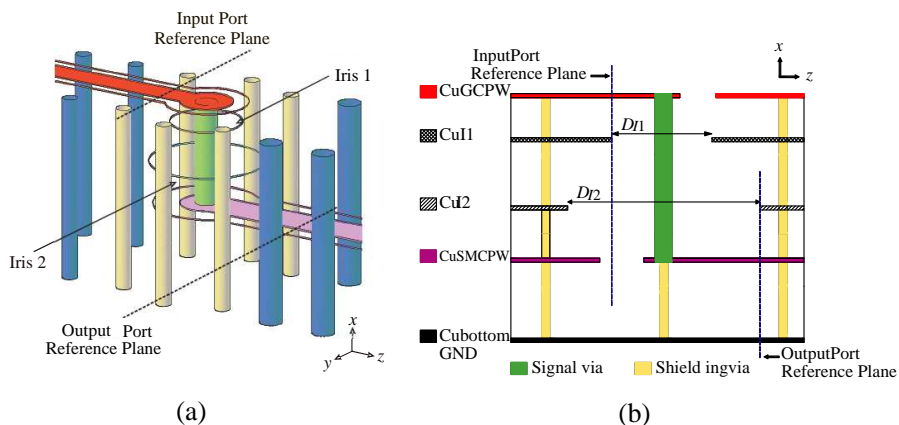 Input Port
Reference Plane
Iris 1
Iris 2
Output Port
Reference Plane
x
y
z
(a)
InputPort
Reference Plane
x
z
CuGCPW
CuI1
DI1
CuI2
DI2
CuSMCPW
Cubottom
GND
Signal via
Shield ingvia
OutputPort
Reference Plane
(b)